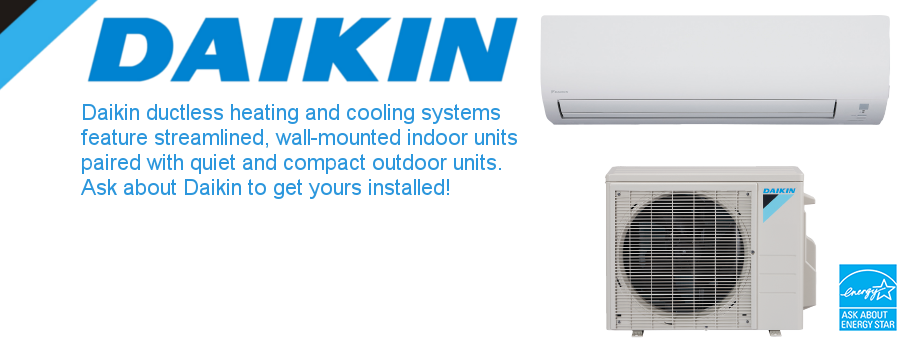 DAIKIN
Daikin ductless heating and cooling systems
feature streamlined, wall-mounted indoor units
paired with quiet and compact outdoor units.
Ask about Daikin to get yours installed!
DAIKIN
energy
ASK ABOUT
ENERGY STAR